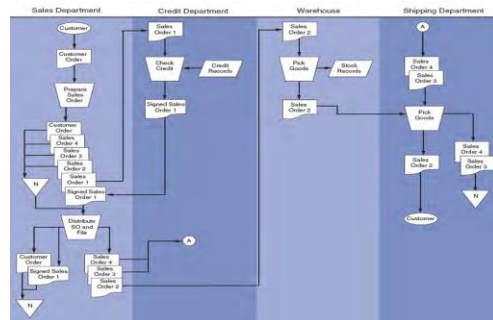 Sales Department
Credit Department
Warehouse
Shipping Department
Customer
Customer
Order
Prepare
Sales
Order
Customer
Order
Sales
Order 4
Sales
Order 3
Sales
Order 2
Sales
Order 1
Signed Sales
Order 1
N
Distribute
SO and
File
Customer
Order
Signed Sales
Order 1
N
Sales
Order 4
Sales
Order 3
Sales
Order 2
Sales
Order 1
Check
Credit
Credit
Records
Signed Sales
Order 1
A
Sales
Order 2
Pick
Goods
Stock
Records
Sales
Order 2
A
Sales
Order 4
Sales
Order 3
Pick
Goods
Sales
Order 2
Customer
Sales
Order 4
Sales
Order 3
N